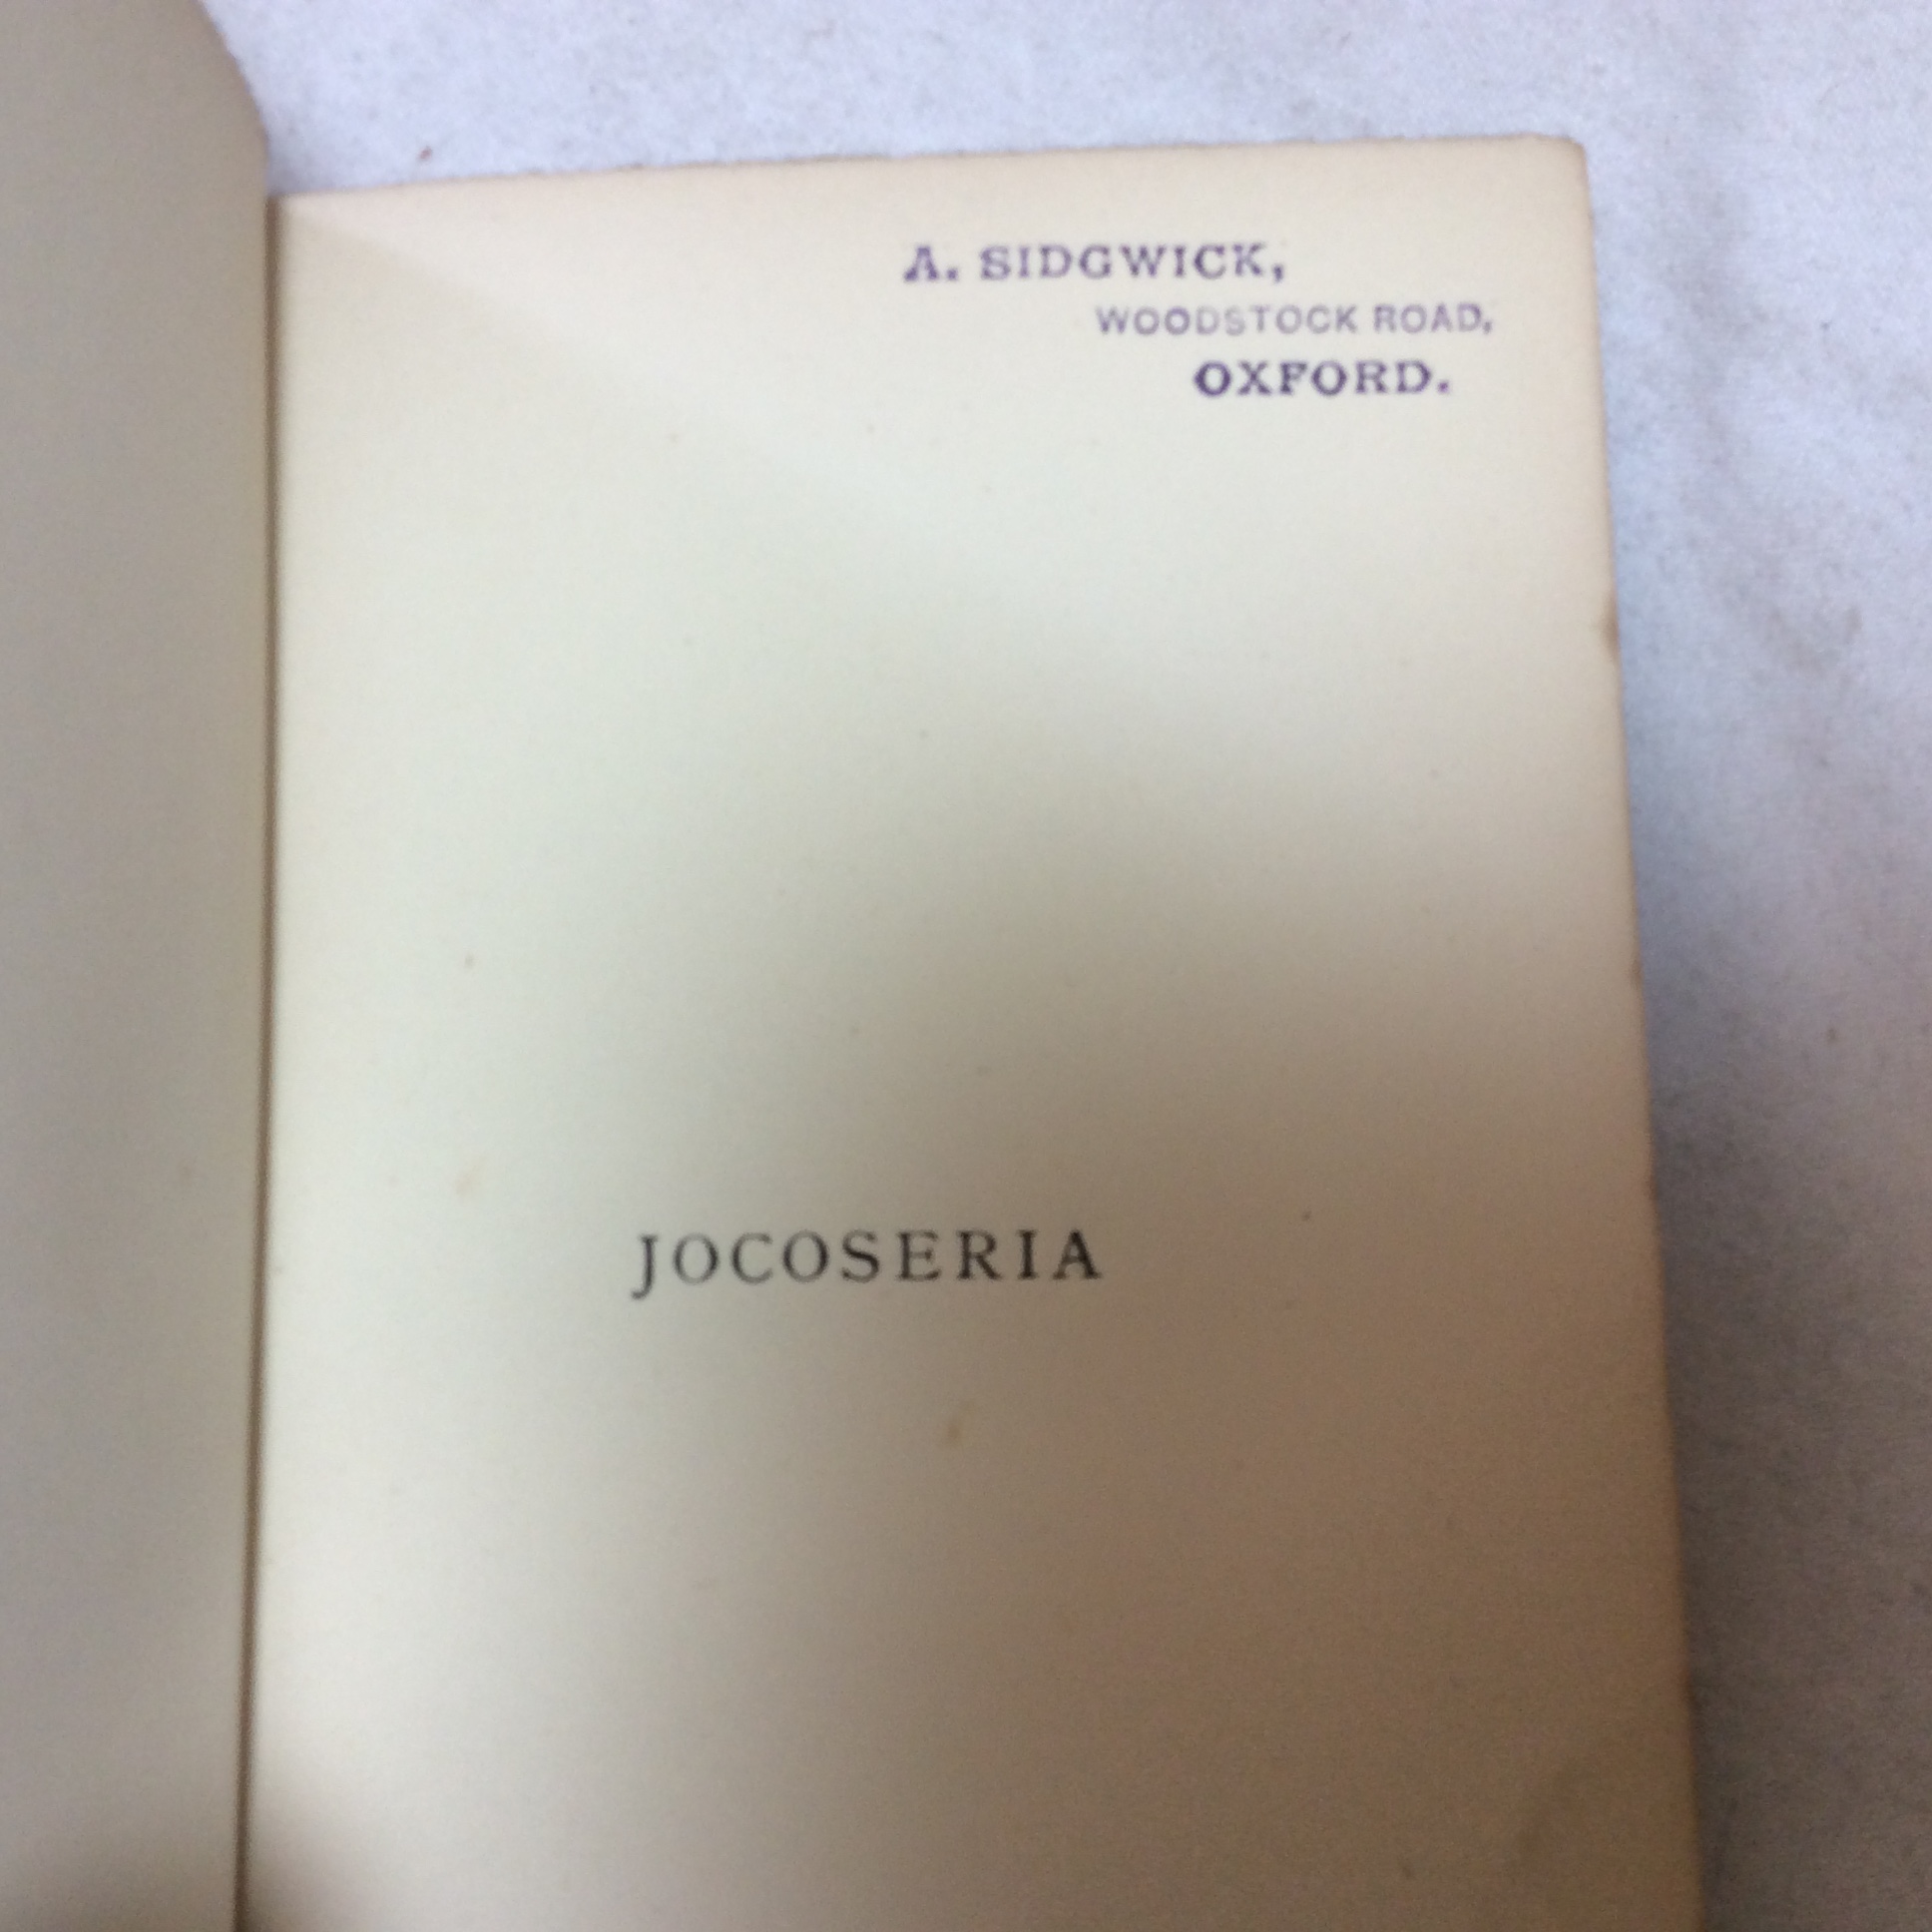 A. SIDGWICK,
WOODSTOCK ROAD,
OXFORD.
JOCOSERIA